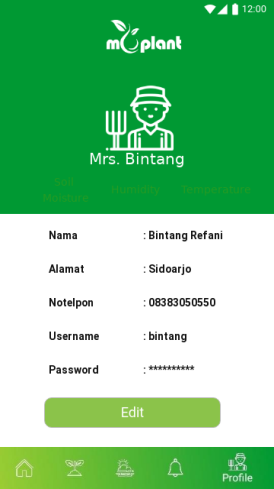 12:00
myplant
Mrs. Bintang
Soil Humidity Temperature
Moisture
Nama : Bintang Refani
Alamat : Sidoarjo
Notelpon : 08383050550
Username : bintang
Password : **********
Edit
Profile